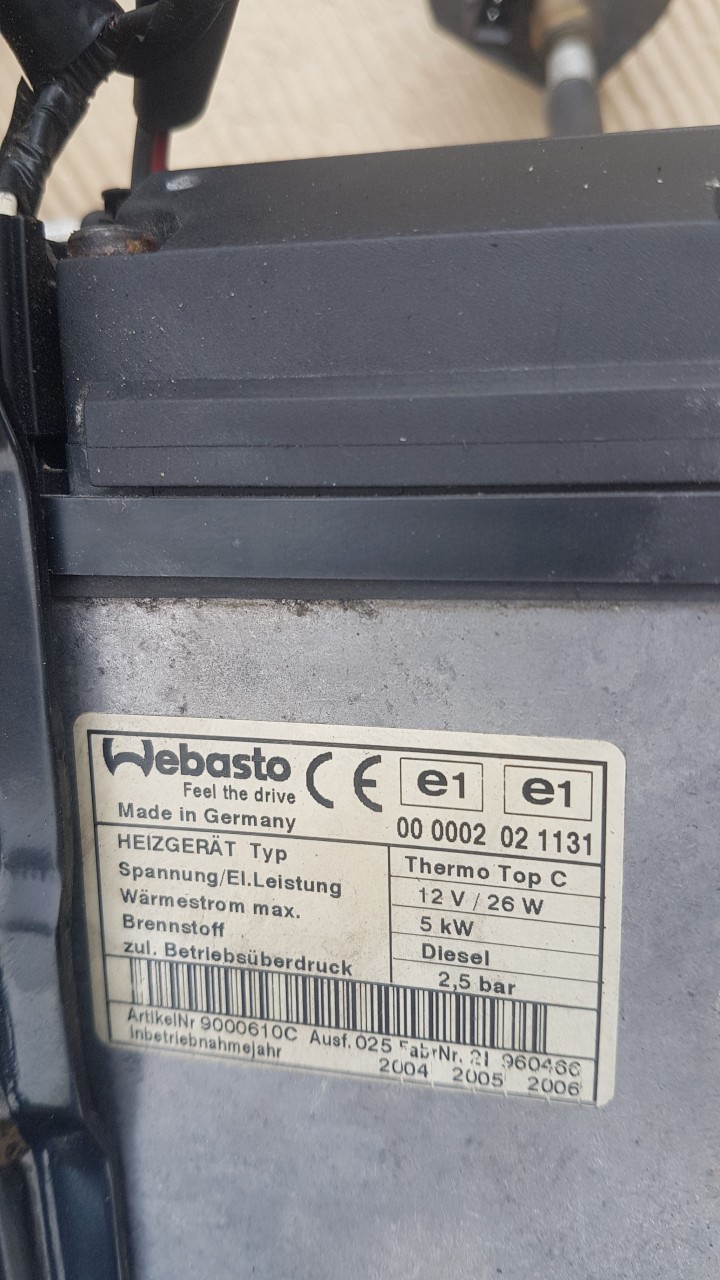 Webasto CE e1 e1
Feel the drive
Made in Germany 00 0002 02 1131
HEIZGERÄT Typ Thermo Top C
Spannung/El.Leistung 12 V / 26 W
Wärmestrom max. 5 kW
Brennstoff Diesel
zul. Betriebsüberdruck 2,5 bar
ArtikelNr 9000610C Ausf. 025 FabrNr. 960466
Inbetriebnahmejahr 2004 2005 2006